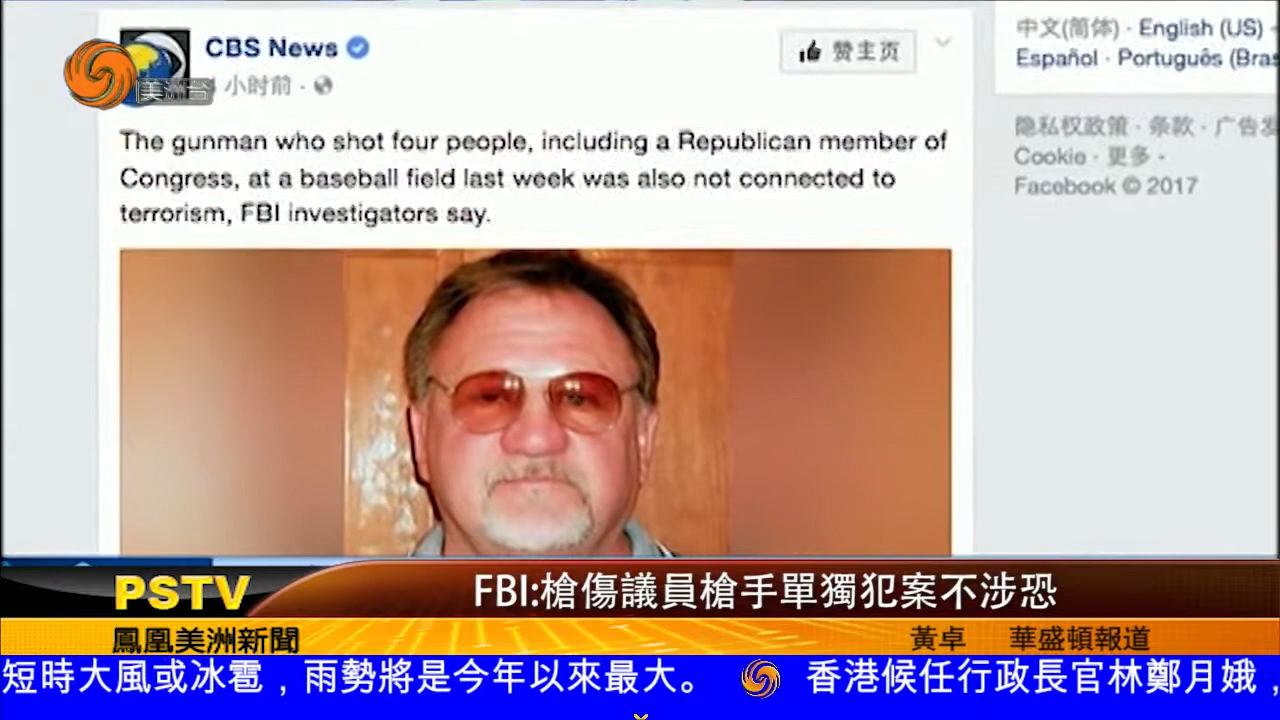 CBS News
赞主页
美洲台
小时前
The gunman who shot four people, including a Republican member of
Congress, at a baseball field last week was also not connected to
terrorism, FBI investigators say.
中文(简体) · English (US) ·
Español · Português (Bras
隐私权政策 · 条款 · 广告发
Cookie · 更多 ·
Facebook © 2017
PSTV
FBI:槍傷議員槍手單獨犯案不涉恐
鳳凰美洲新聞
黃卓 華盛頓報道
短時大風或冰雹，雨勢將是今年以來最大。 香港候任行政長官林鄭月娥，